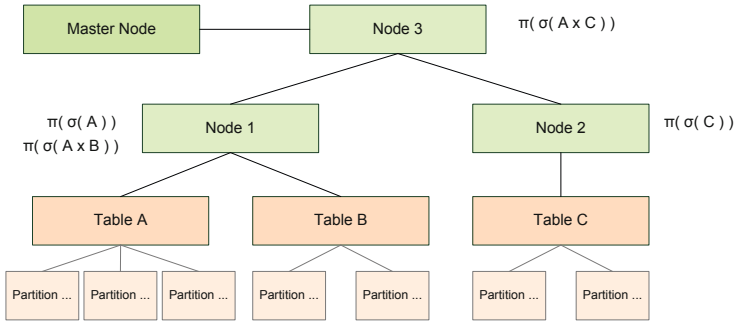 Master Node
Node 3
π( σ( A x C ) )
π( σ( A ) )
π( σ( A x B ) )
Node 1
Node 2
π( σ( C ) )
Table A
Table B
Table C
Partition ...
Partition ...
Partition ...
Partition ...
Partition ...
Partition ...
Partition ...